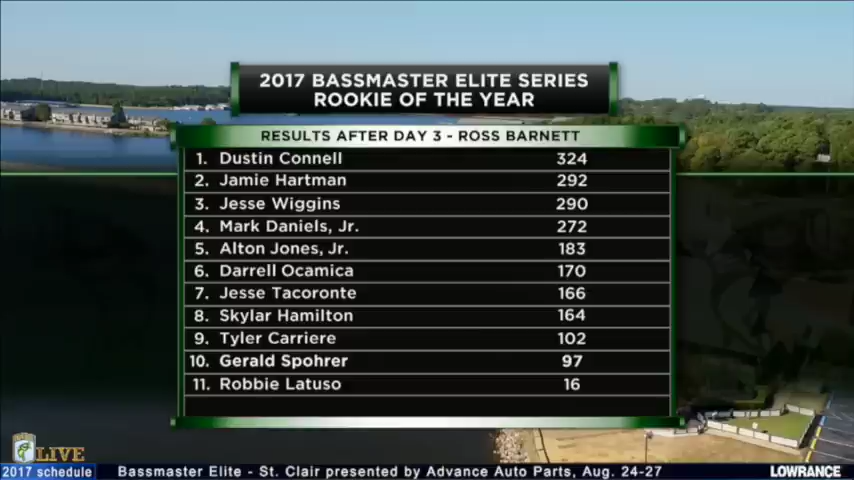 2017 BASSMASTER ELITE SERIES
ROOKIE OF THE YEAR
RESULTS AFTER DAY 3 - ROSS BARNETT
1. Dustin Connell 324
2. Jamie Hartman 292
3. Jesse Wiggins 290
4. Mark Daniels, Jr. 272
5. Alton Jones, Jr. 183
6. Darrell Ocamica 170
7. Jesse Tacoronte 166
8. Skylar Hamilton 164
9. Tyler Carriere 102
10. Gerald Spohrer 97
11. Robbie Latuso 16
LIVE
2017 schedule Bassmaster Elite - St. Clair presented by Advance Auto Parts, Aug. 24-27 LOWRANCE